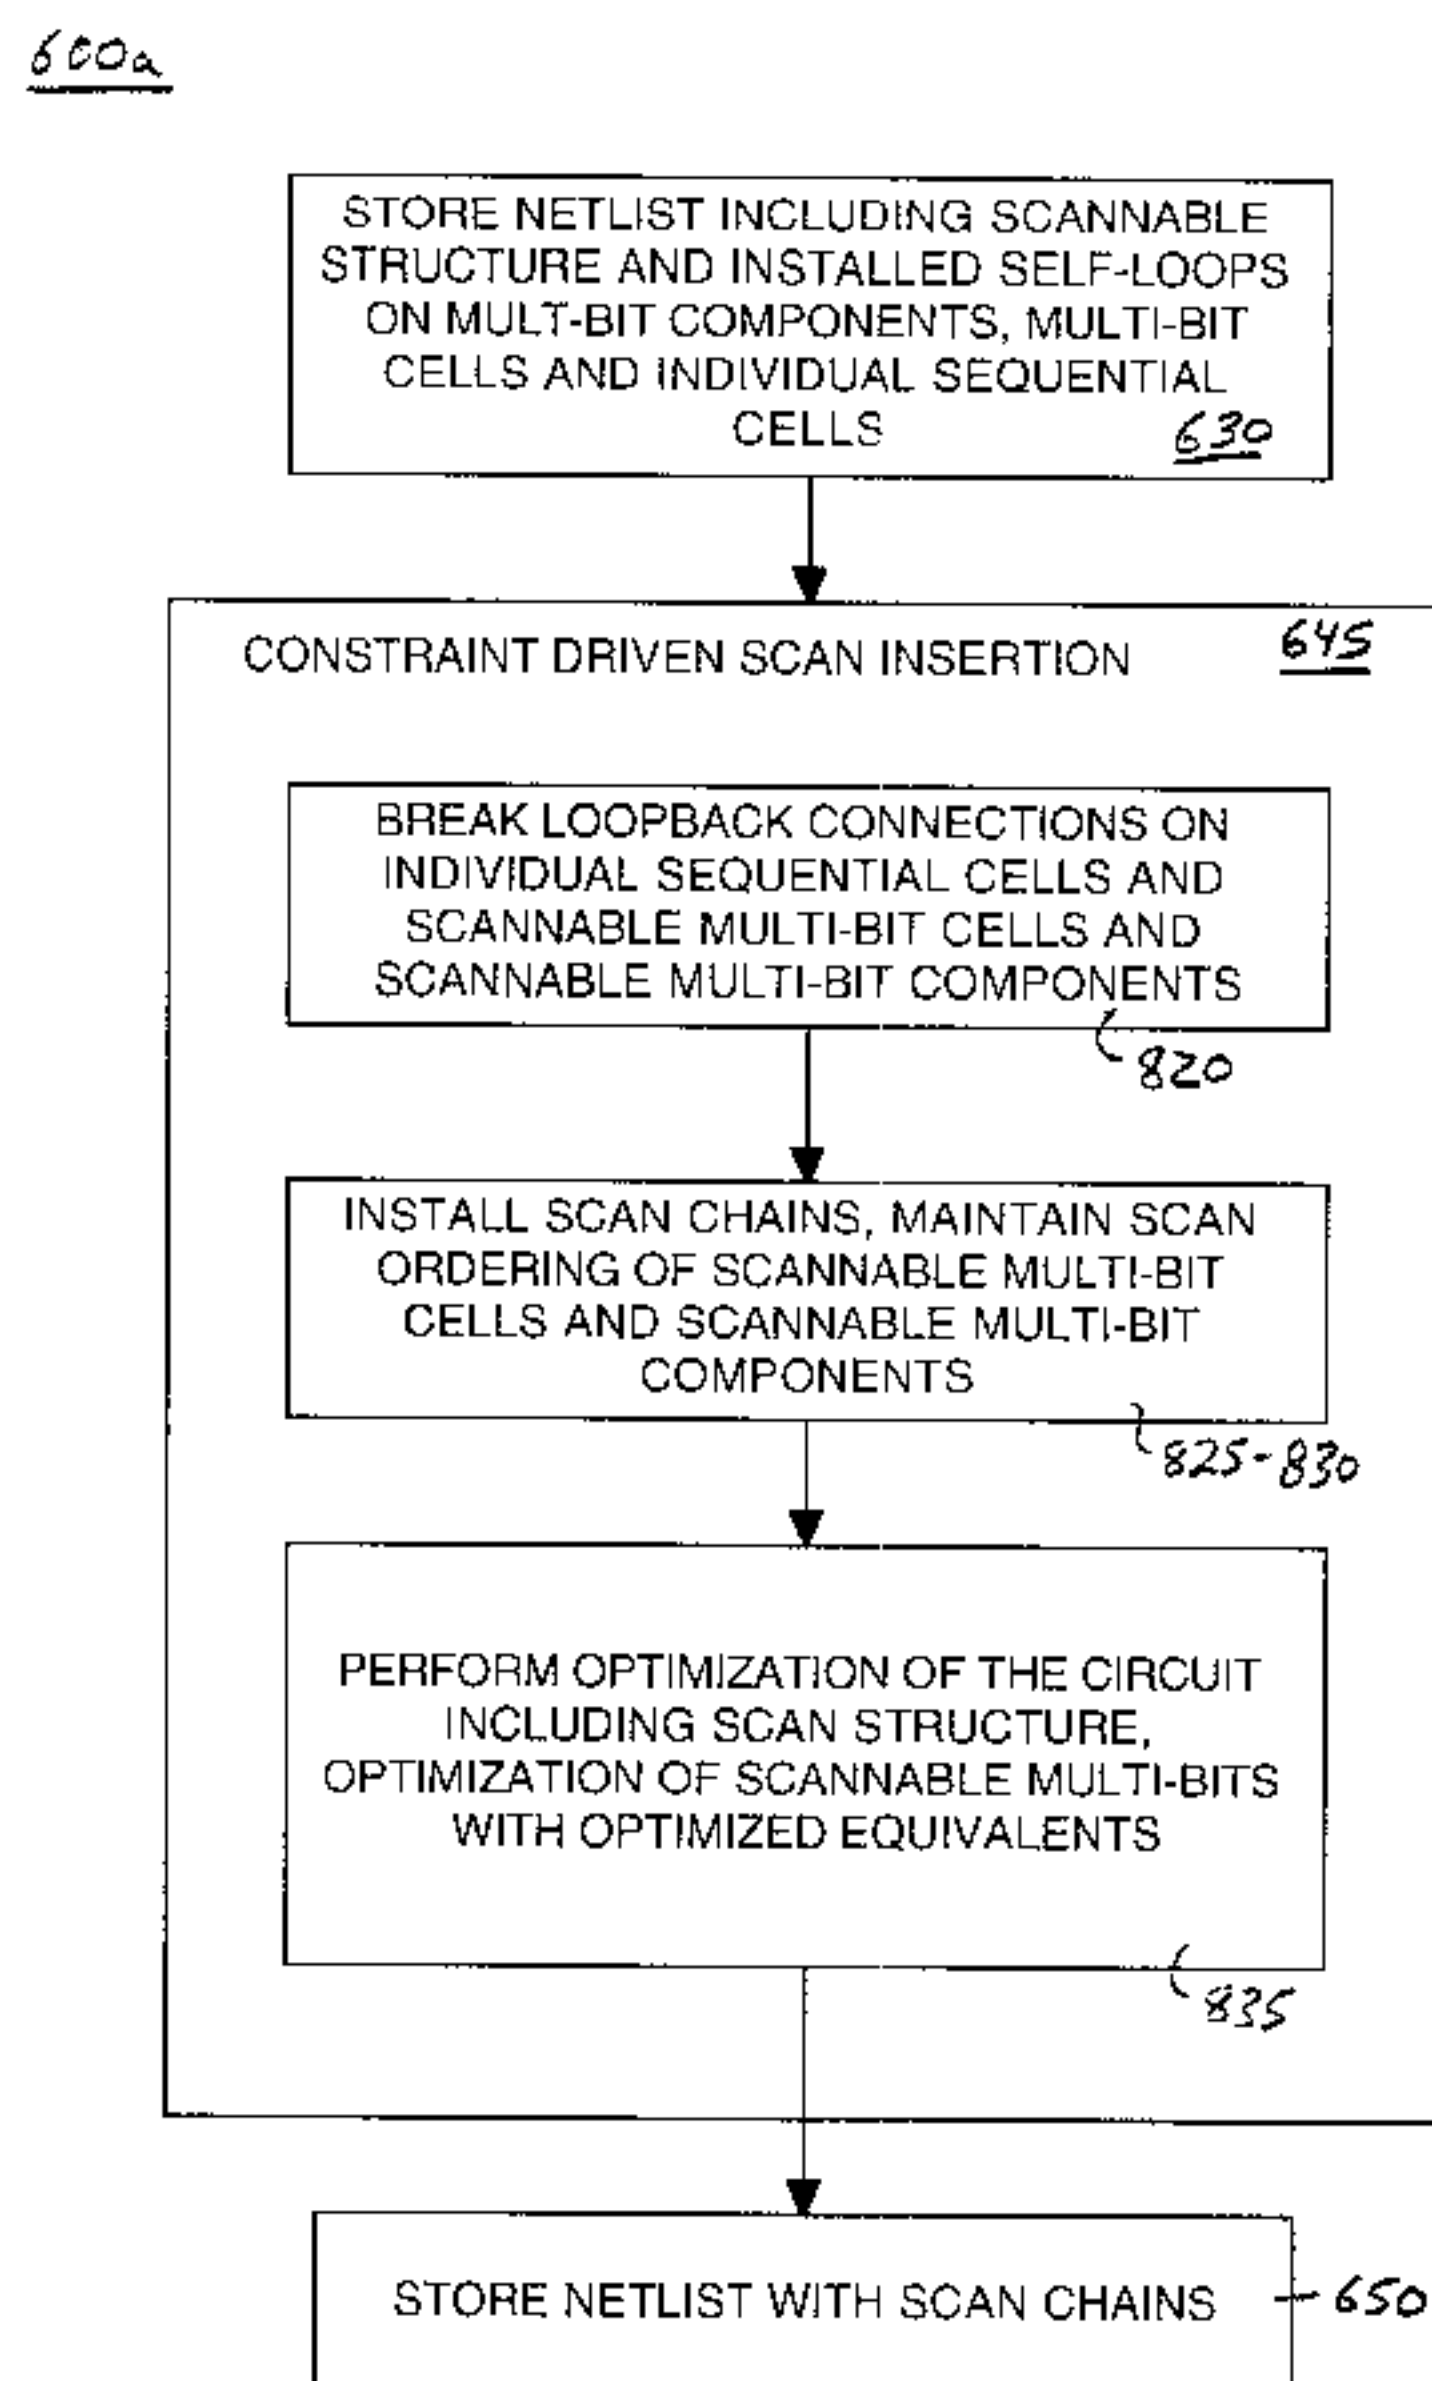 600a
STORE NETLIST INCLUDING SCANNABLE
STRUCTURE AND INSTALLED SELF-LOOPS
ON MULT-BIT COMPONENTS, MULTI-BIT
CELLS AND INDIVIDUAL SEQUENTIAL
CELLS
630
CONSTRAINT DRIVEN SCAN INSERTION
645
BREAK LOOPBACK CONNECTIONS ON
INDIVIDUAL SEQUENTIAL CELLS AND
SCANNABLE MULTI-BIT CELLS AND
SCANNABLE MULTI-BIT COMPONENTS
820
INSTALL SCAN CHAINS, MAINTAIN SCAN
ORDERING OF SCANNABLE MULTI-BIT
CELLS AND SCANNABLE MULTI-BIT
COMPONENTS
825-830
PERFORM OPTIMIZATION OF THE CIRCUIT
INCLUDING SCAN STRUCTURE,
OPTIMIZATION OF SCANNABLE MULTI-BITS
WITH OPTIMIZED EQUIVALENTS
835
STORE NETLIST WITH SCAN CHAINS
650